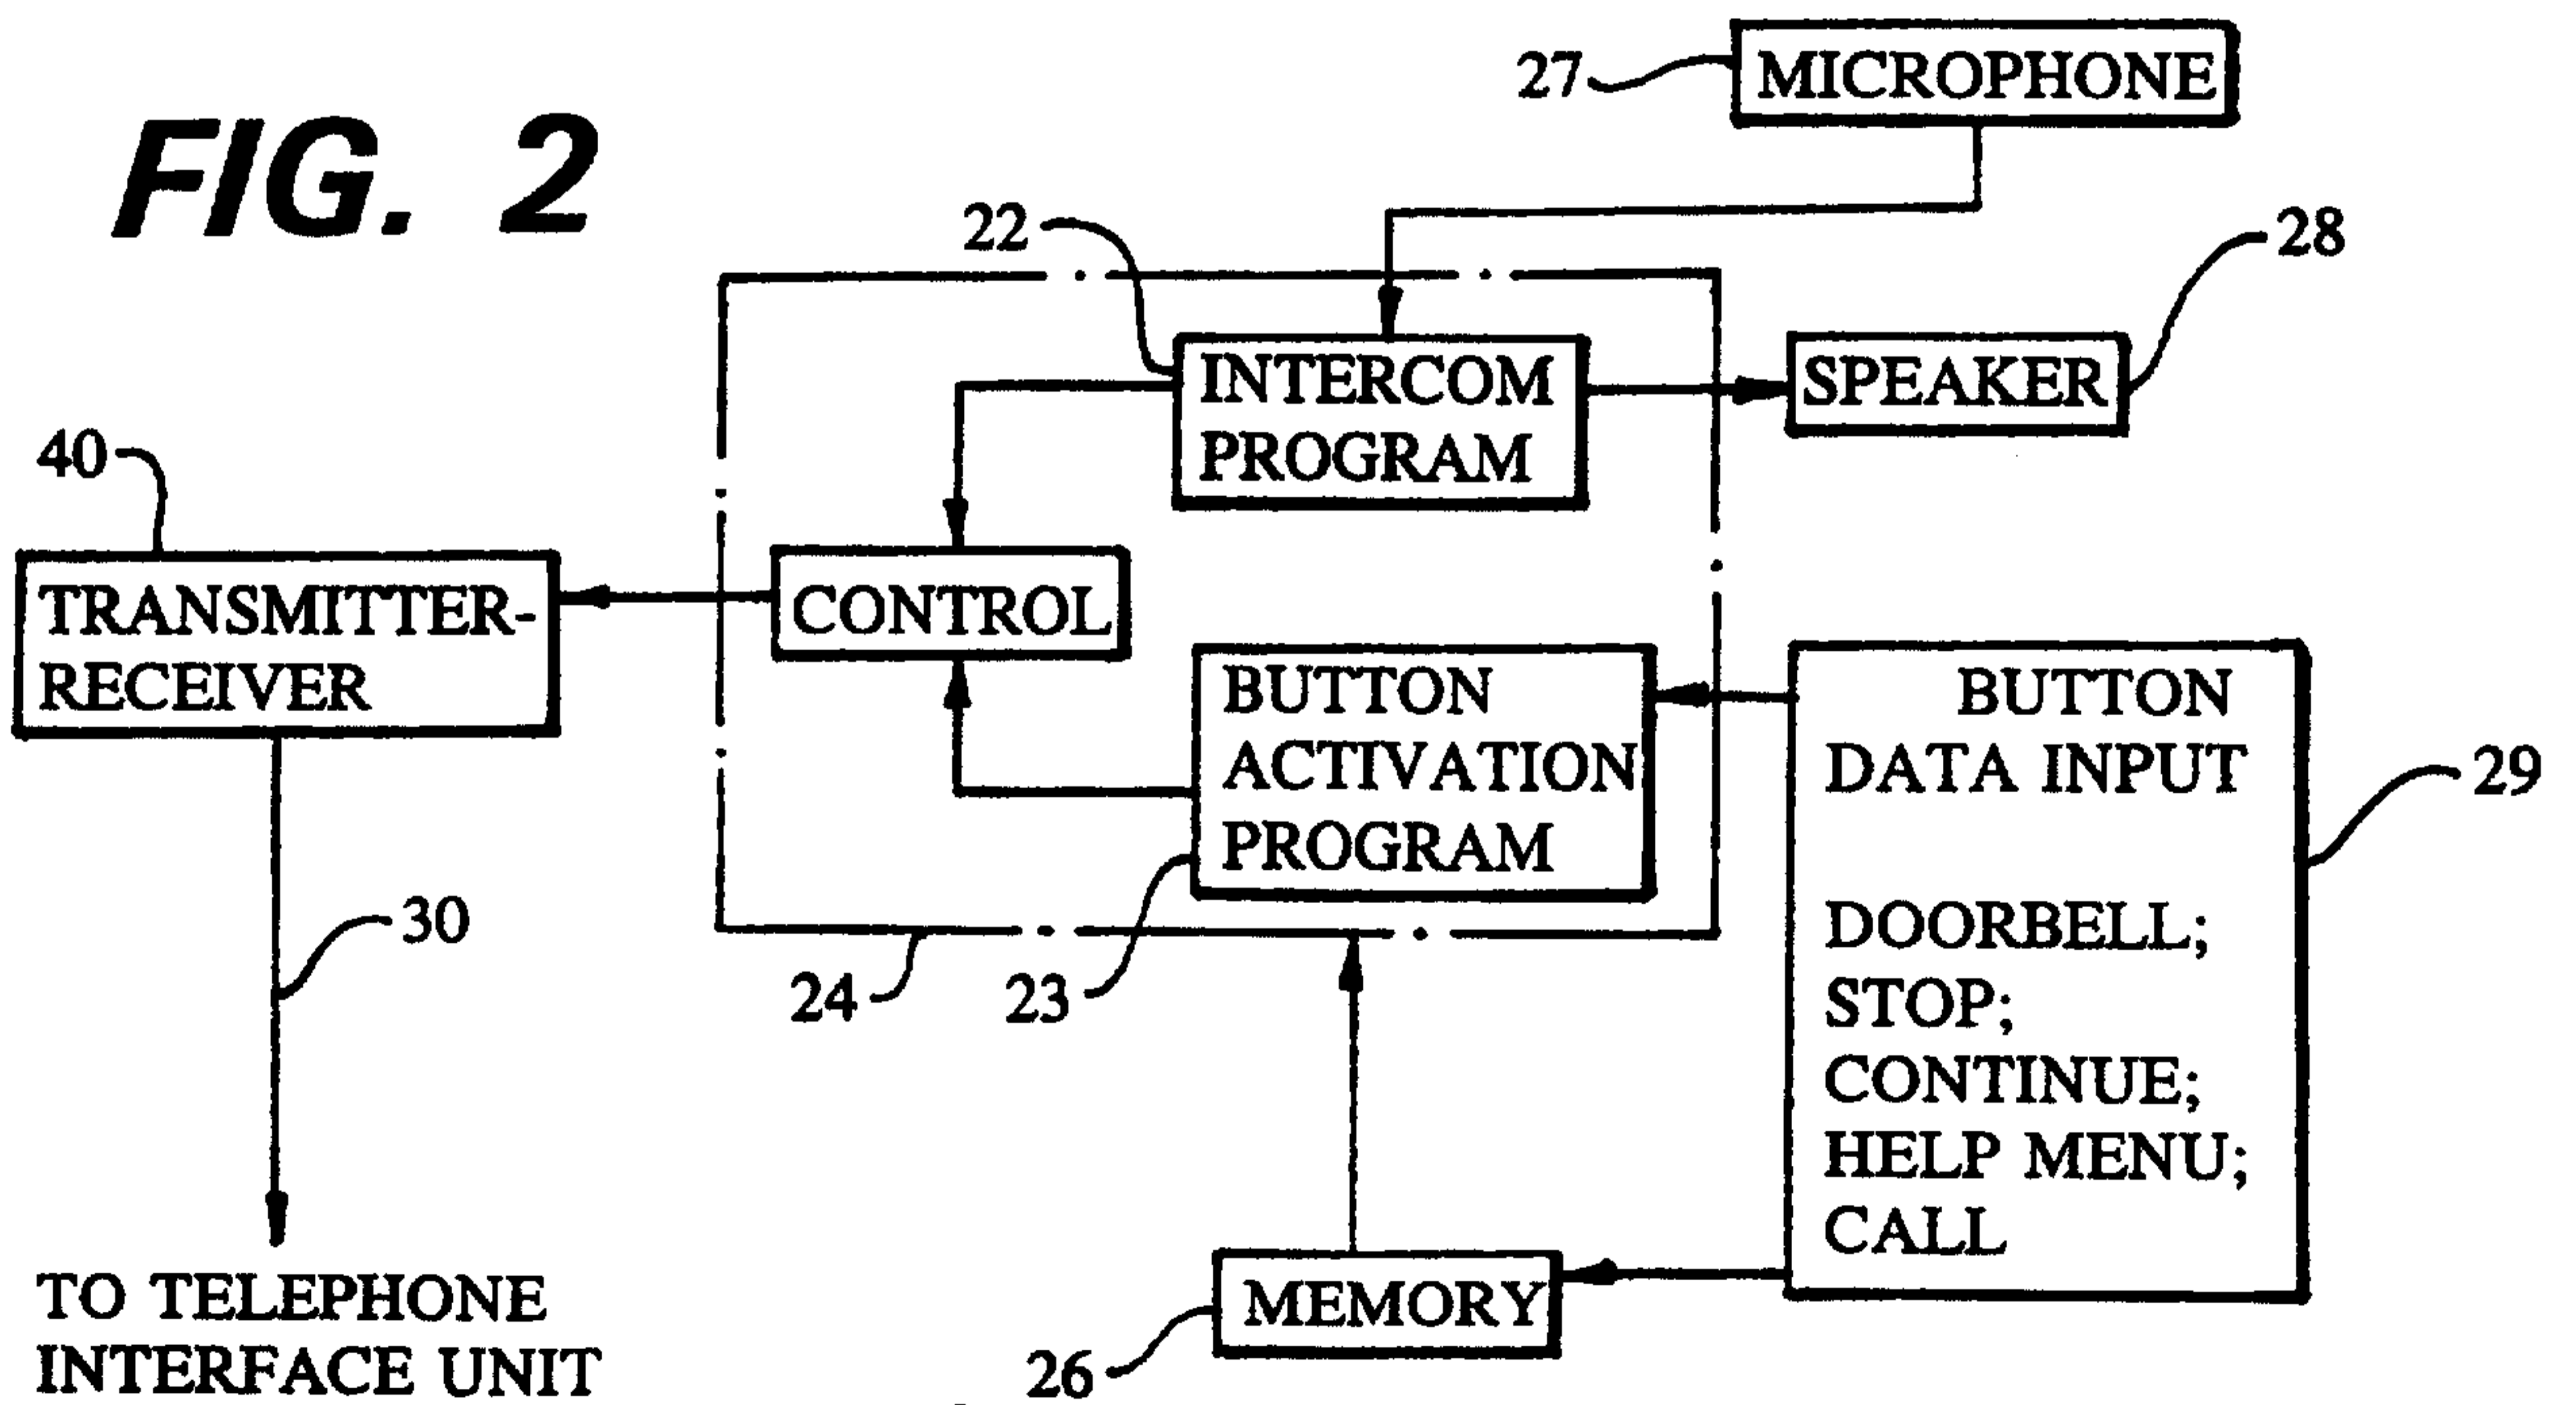 FIG. 2
27
MICROPHONE
22
28
INTERCOM
PROGRAM
SPEAKER
40
TRANSMITTER-
RECEIVER
CONTROL
BUTTON
ACTIVATION
PROGRAM
BUTTON
DATA INPUT
DOORBELL;
STOP;
CONTINUE;
HELP MENU;
CALL
29
30
24
23
MEMORY
26
TO TELEPHONE
INTERFACE UNIT